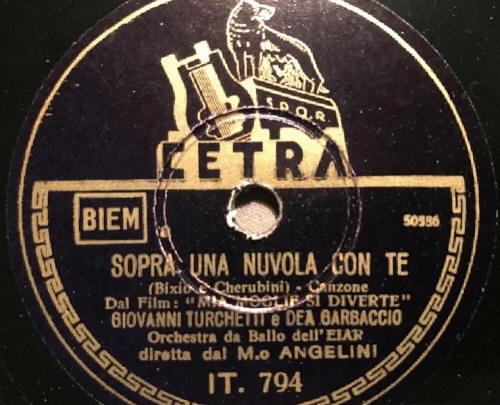 S.P.Q.R
CETRA
BIEM
50336
SOPRA UNA NUVOLA CON TE
(Bixio e Cherubini) - Canzone
Dal Film: "MIA MOGLIE SI DIVERTE"
GIOVANNI TURCHETTI e DEA GARBACCIO
Orchestra da Ballo dell'EIAR
diretta dal M.o ANGELINI
IT. 794